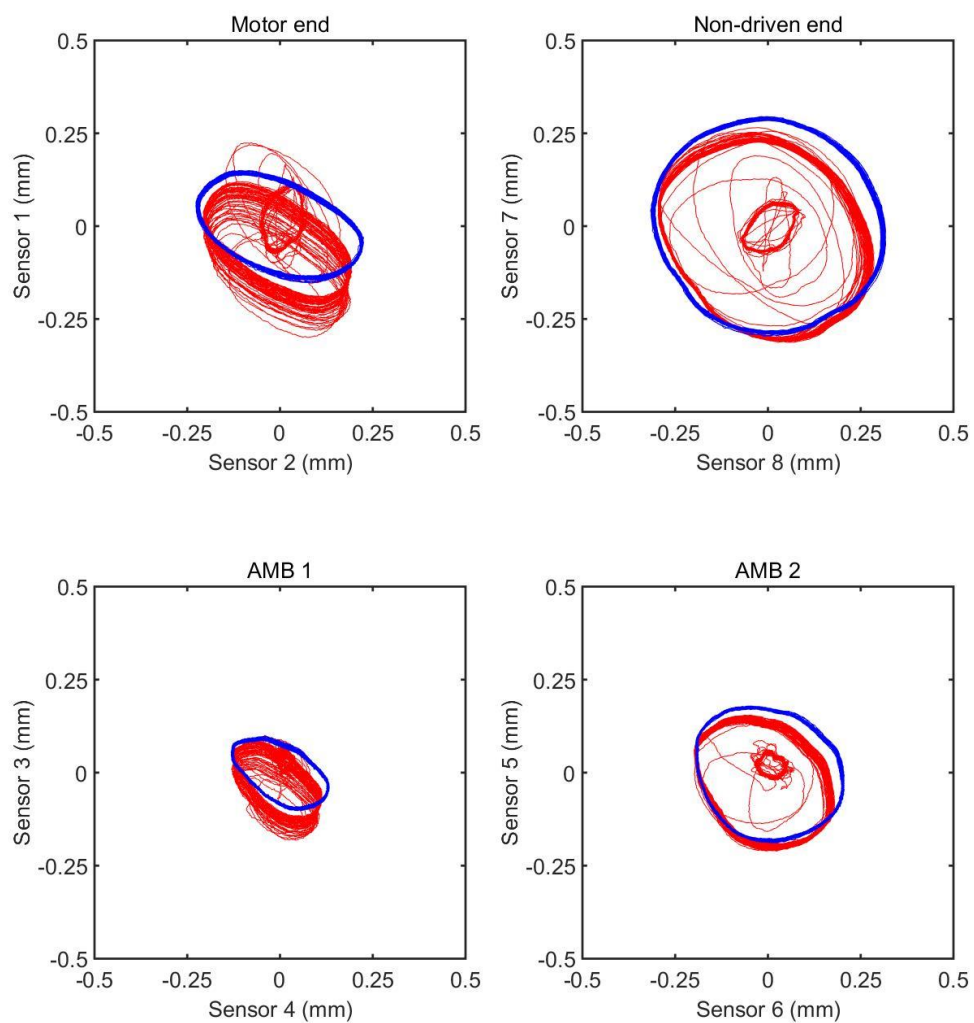 Motor end
0.5
0.25
0
-0.25
-0.5
Sensor 1 (mm)
-0.5 -0.25 0 0.25 0.5
Sensor 2 (mm)
Non-driven end
0.5
0.25
0
-0.25
-0.5
Sensor 7 (mm)
-0.5 -0.25 0 0.25 0.5
Sensor 8 (mm)
AMB 1
0.5
0.25
0
-0.25
-0.5
Sensor 3 (mm)
-0.5 -0.25 0 0.25 0.5
Sensor 4 (mm)
AMB 2
0.5
0.25
0
-0.25
-0.5
Sensor 5 (mm)
-0.5 -0.25 0 0.25 0.5
Sensor 6 (mm)